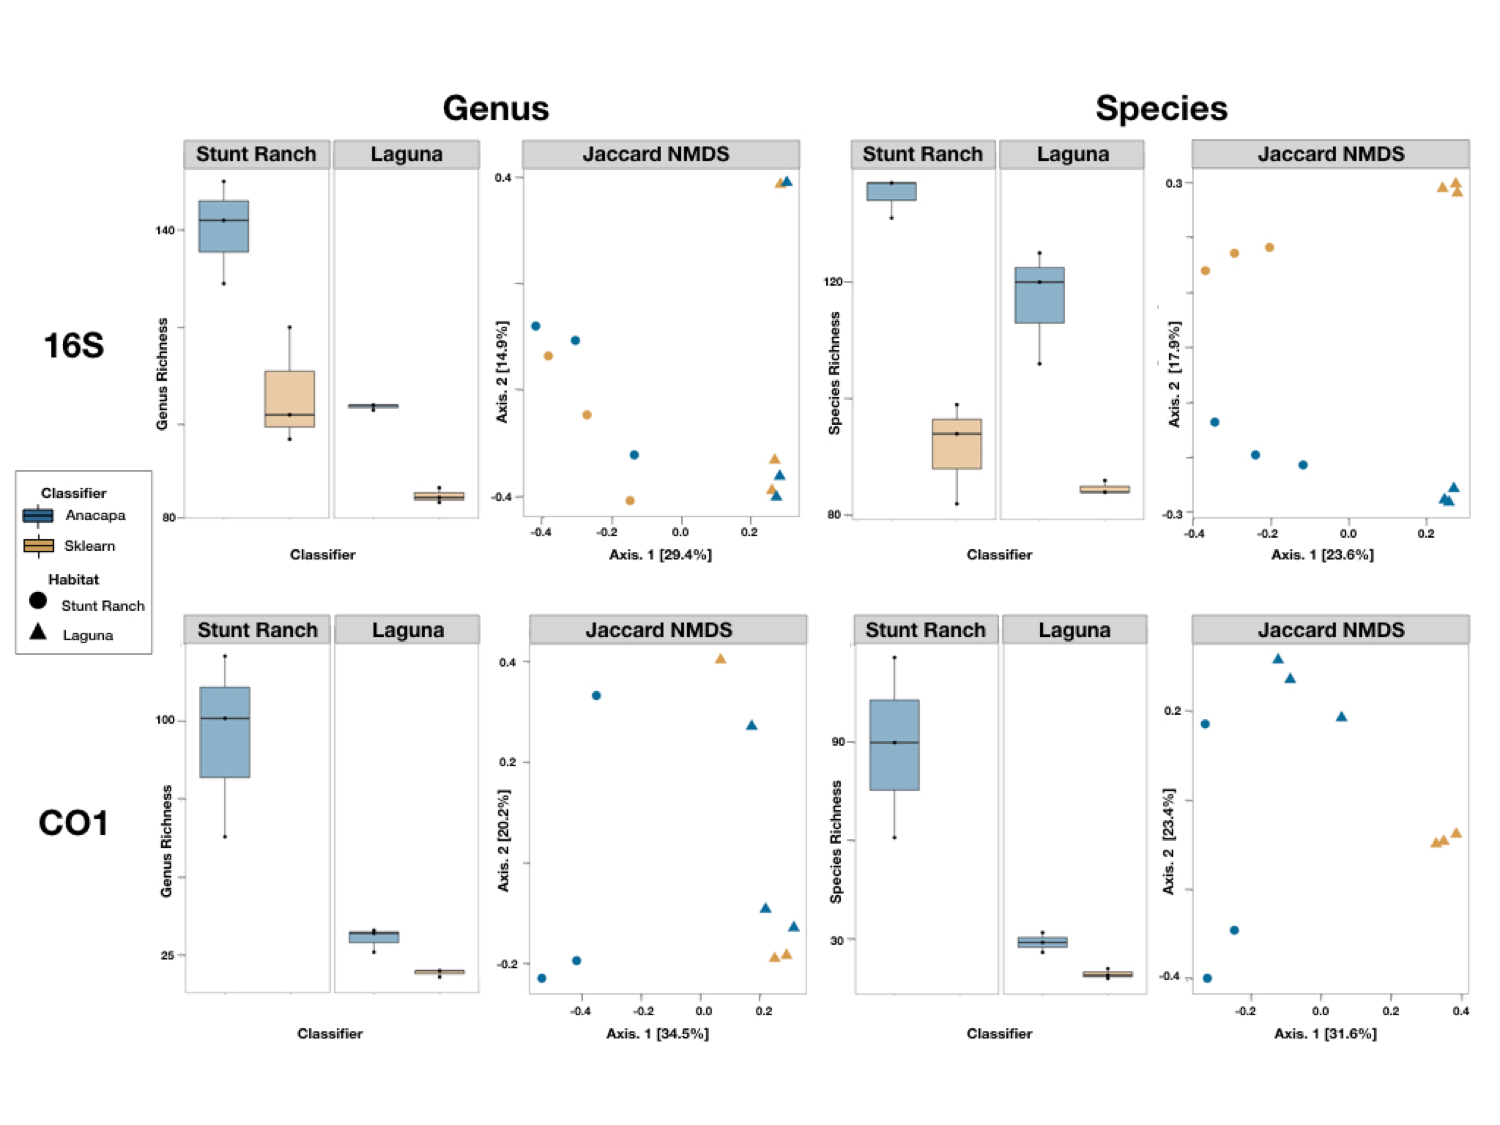 Genus
Species
Stunt Ranch
Laguna
Jaccard NMDS
Stunt Ranch
Laguna
Jaccard NMDS
16S
Genus Richness
140
80
Classifier
Axis. 2 [14.9%]
0.4
-0.4
-0.4
-0.2
0.0
0.2
Axis. 1 [29.4%]
Species Richness
120
80
Classifier
Axis. 2 [17.9%]
0.3
-0.3
-0.4
-0.2
0.0
0.2
Axis. 1 [23.6%]
Classifier
Anacapa
Sklearn
Habitat
Stunt Ranch
Laguna
Stunt Ranch
Laguna
Jaccard NMDS
Stunt Ranch
Laguna
Jaccard NMDS
CO1
Genus Richness
100
25
Classifier
Axis. 2 [20.2%]
0.4
0.2
-0.2
-0.4
-0.2
0.0
0.2
Axis. 1 [34.5%]
Species Richness
90
30
Classifier
Axis. 2 [23.4%]
0.2
-0.4
-0.2
0.0
0.2
0.4
Axis. 1 [31.6%]